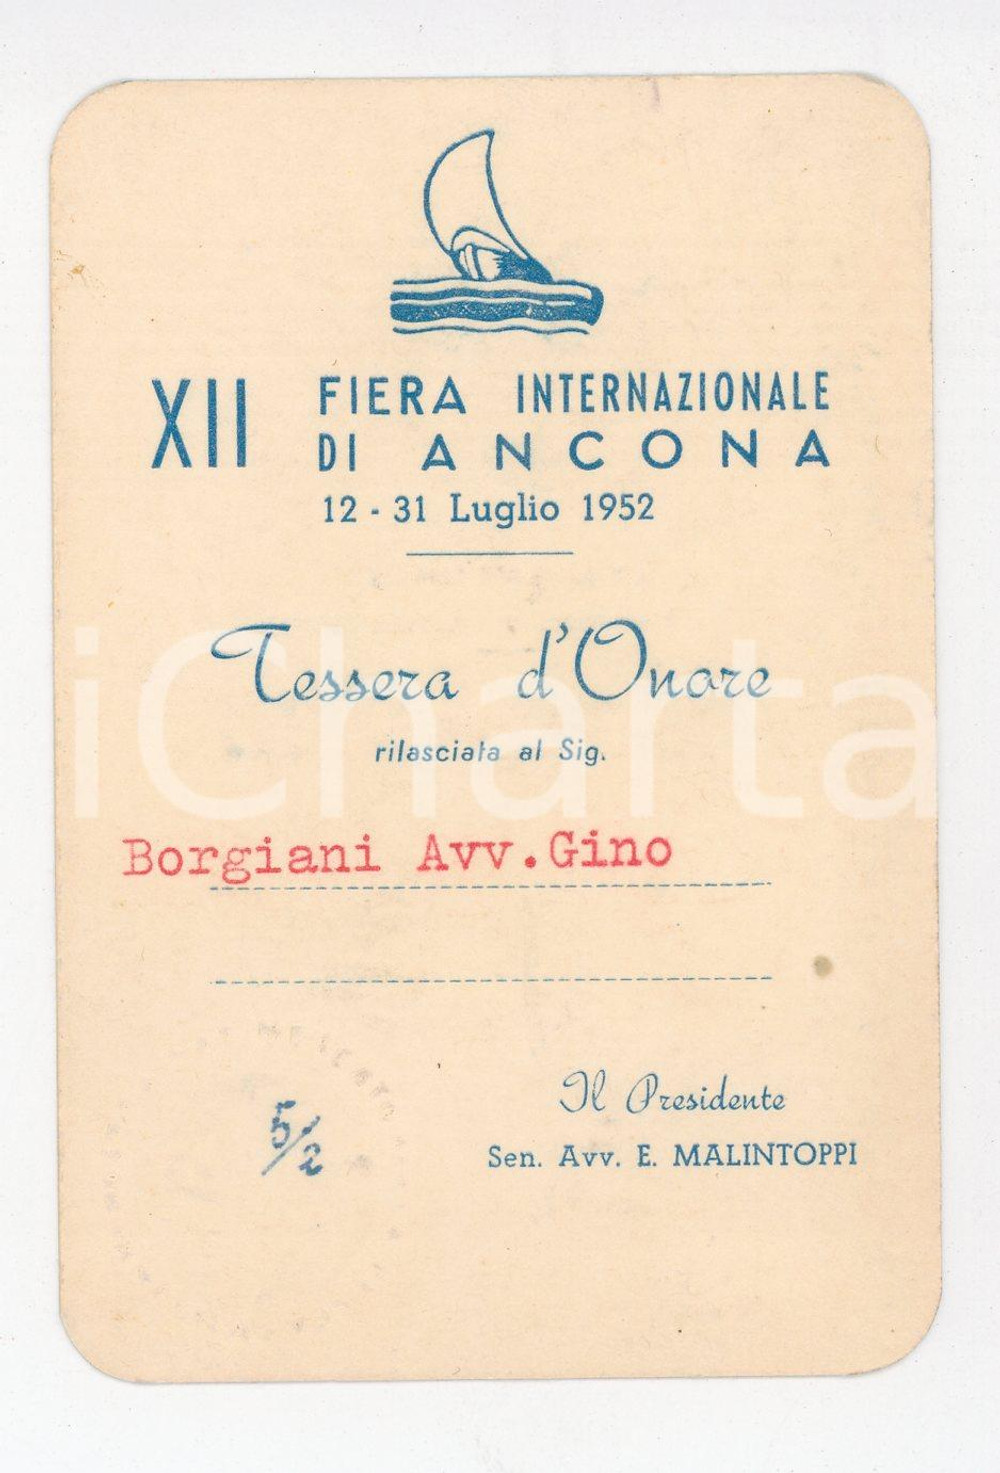 XII FIERA INTERNAZIONALE
DI ANCONA
12 - 31 Luglio 1952
Tessera d'Onore
rilasciata al Sig.
iCharta
Borgiani Avv.Gino
5/2
Il Presidente
Sen. Avv. E. MALINTOPPI